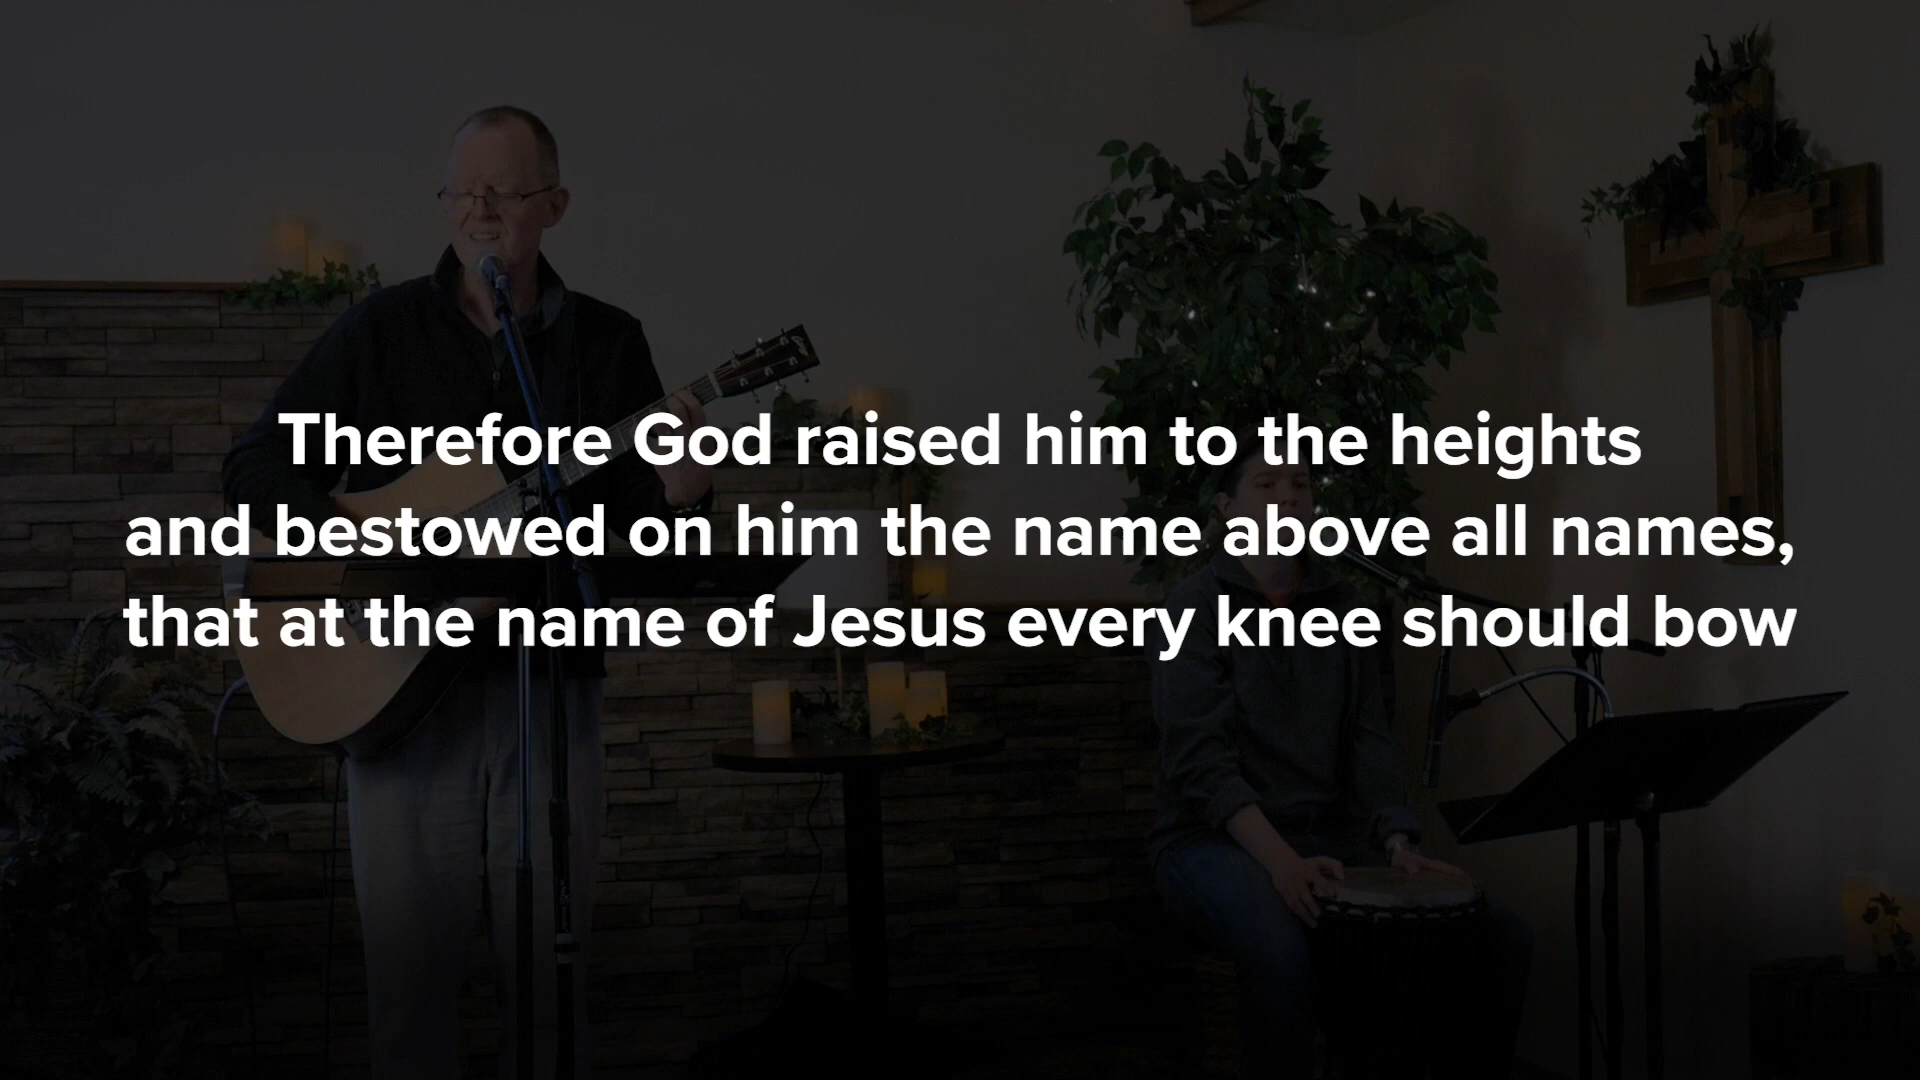 Therefore God raised him to the heights
and bestowed on him the name above all names,
that at the name of Jesus every knee should bow